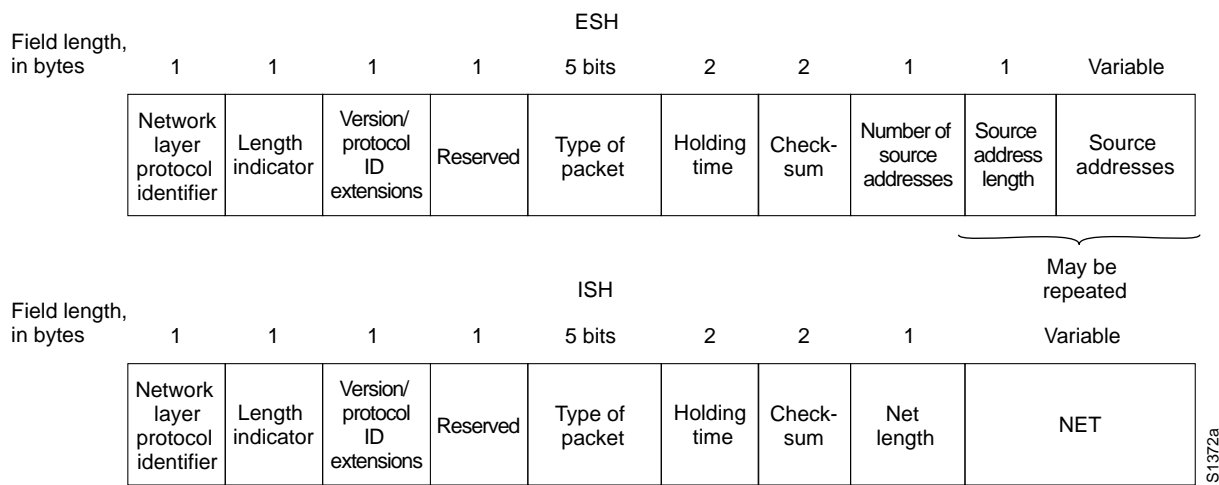 ESH
Field length,
in bytes 1 1 1 1 5 bits 2 2 1 1 Variable
Network
layer
protocol
identifier
Length
indicator
Version/
protocol
ID
extensions
Reserved
Type of
packet
Holding
time
Check-
sum
Number of
source
addresses
Source
address
length
Source
addresses
May be
repeated
ISH
Field length,
in bytes 1 1 1 1 5 bits 2 2 1 Variable
Network
layer
protocol
identifier
Length
indicator
Version/
protocol
ID
extensions
Reserved
Type of
packet
Holding
time
Check-
sum
Net
length
NET
S1372a